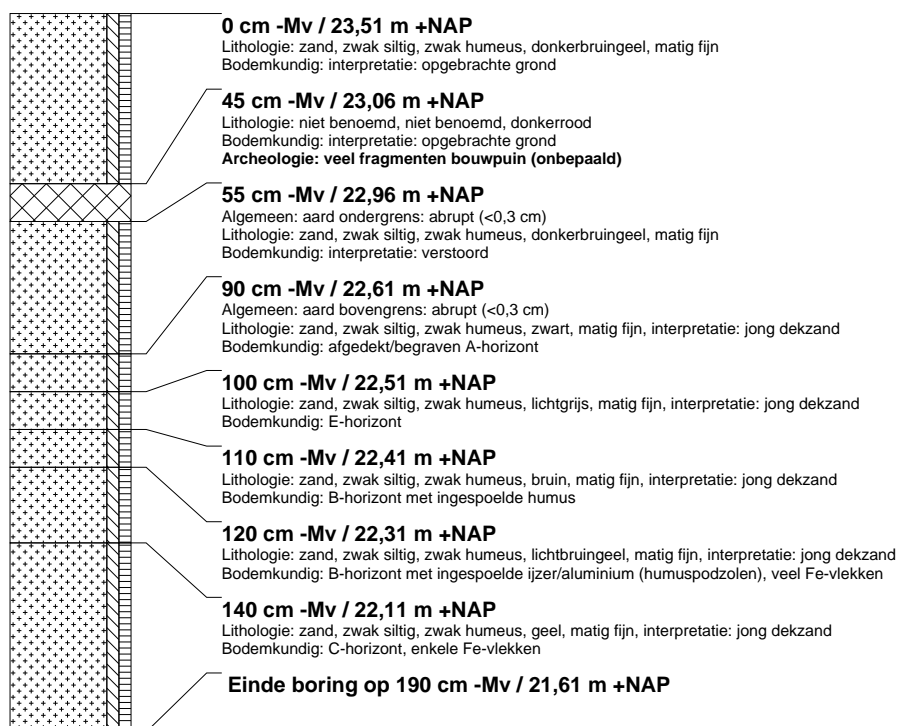 0 cm -Mv / 23,51 m +NAP
Lithologie: zand, zwak siltig, zwak humeus, donkerbruingeel, matig fijn
Bodemkundig: interpretatie: opgebrachte grond
45 cm -Mv / 23,06 m +NAP
Lithologie: niet benoemd, niet benoemd, donkerrood
Bodemkundig: interpretatie: opgebrachte grond
Archeologie: veel fragmenten bouwpuin (onbepaald)
55 cm -Mv / 22,96 m +NAP
Algemeen: aard ondergrens: abrupt (<0,3 cm)
Lithologie: zand, zwak siltig, zwak humeus, donkerbruingeel, matig fijn
Bodemkundig: interpretatie: verstoord
90 cm -Mv / 22,61 m +NAP
Algemeen: aard bovengrens: abrupt (<0,3 cm)
Lithologie: zand, zwak siltig, zwak humeus, zwart, matig fijn, interpretatie: jong dekzand
Bodemkundig: afgedekt/begraven A-horizont
100 cm -Mv / 22,51 m +NAP
Lithologie: zand, zwak siltig, zwak humeus, lichtgrijs, matig fijn, interpretatie: jong dekzand
Bodemkundig: E-horizont
110 cm -Mv / 22,41 m +NAP
Lithologie: zand, zwak siltig, zwak humeus, bruin, matig fijn, interpretatie: jong dekzand
Bodemkundig: B-horizont met ingespoelde humus
120 cm -Mv / 22,31 m +NAP
Lithologie: zand, zwak siltig, zwak humeus, lichtbruingeel, matig fijn, interpretatie: jong dekzand
Bodemkundig: B-horizont met ingespoelde ijzer/aluminium (humuspodzolen), veel Fe-vlekken
140 cm -Mv / 22,11 m +NAP
Lithologie: zand, zwak siltig, zwak humeus, geel, matig fijn, interpretatie: jong dekzand
Bodemkundig: C-horizont, enkele Fe-vlekken
Einde boring op 190 cm -Mv / 21,61 m +NAP